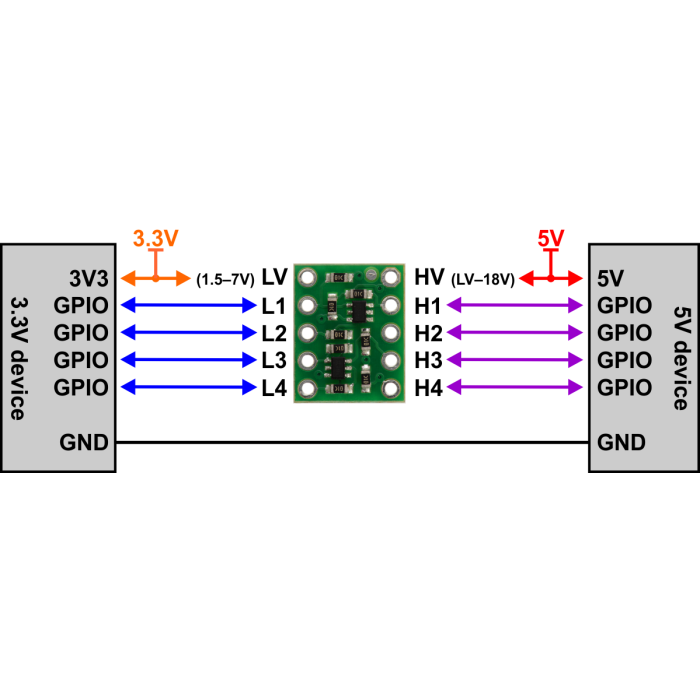 3.3V 5V
3V3 (1.5–7V) LV HV (LV–18V) 5V
GPIO L1 H1 GPIO
GPIO L2 H2 GPIO
GPIO L3 H3 GPIO
GPIO L4 H4 GPIO
GND GND
3.3V device
5V device